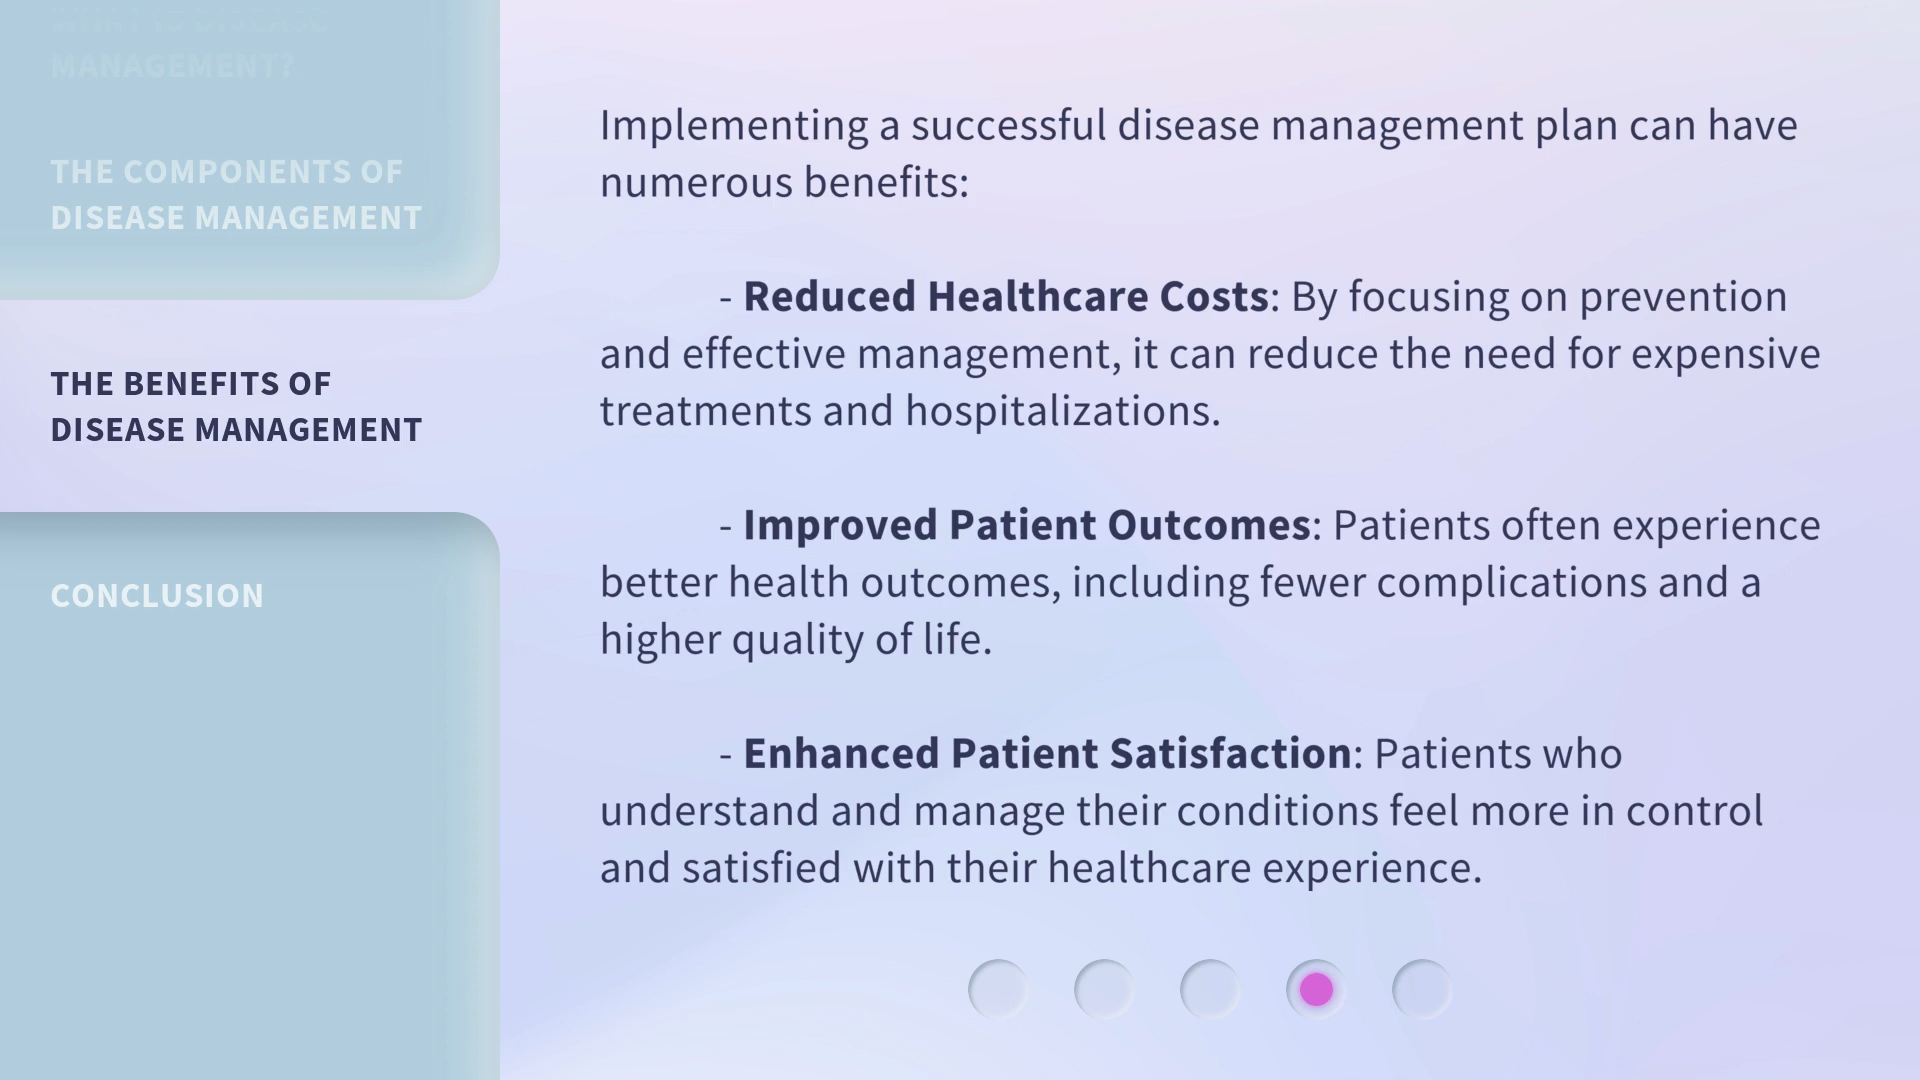 WHAT IS DISEASE
MANAGEMENT?
THE COMPONENTS OF
DISEASE MANAGEMENT
THE BENEFITS OF
DISEASE MANAGEMENT
CONCLUSION
Implementing a successful disease management plan can have
numerous benefits:
- Reduced Healthcare Costs: By focusing on prevention
and effective management, it can reduce the need for expensive
treatments and hospitalizations.
- Improved Patient Outcomes: Patients often experience
better health outcomes, including fewer complications and a
higher quality of life.
- Enhanced Patient Satisfaction: Patients who
understand and manage their conditions feel more in control
and satisfied with their healthcare experience.